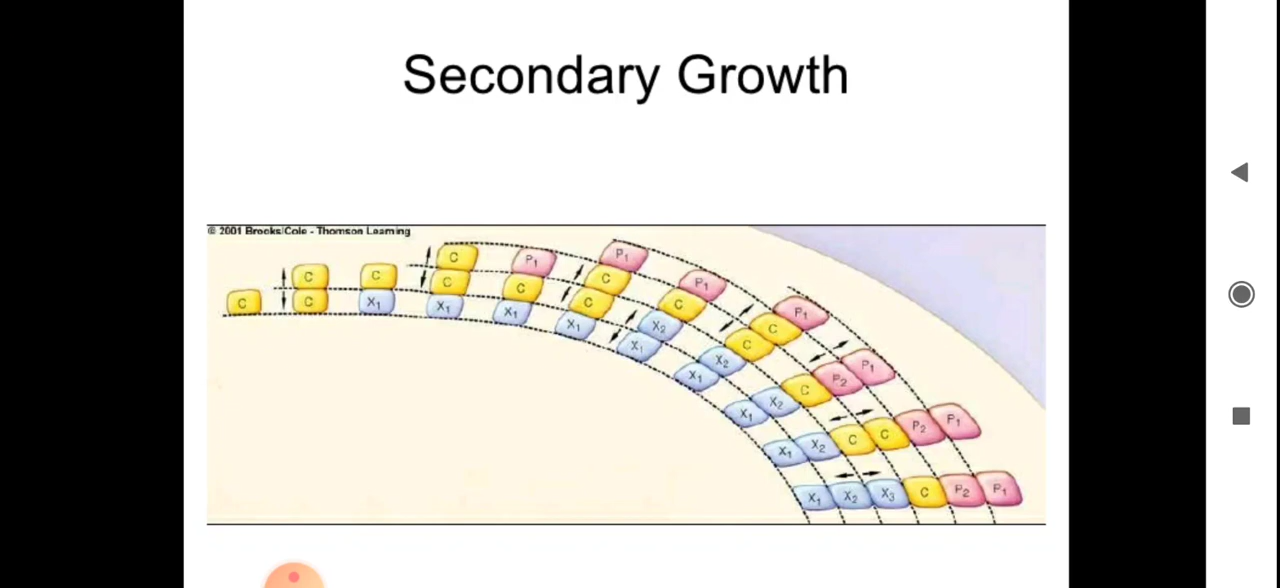 Secondary Growth
© 2001 Brooks/Cole - Thomson Learning
C
C
C
C
X₁
C
C
X₁
P₁
C
X₁
P₁
C
C
X₁
P₁
C
X₂
X₁
P₁
C
C
X₂
X₁
P₁
P₂
C
X₂
X₁
P₁
P₂
C
C
X₂
X₁
X₁
X₂
X₃
C
P₂
P₁